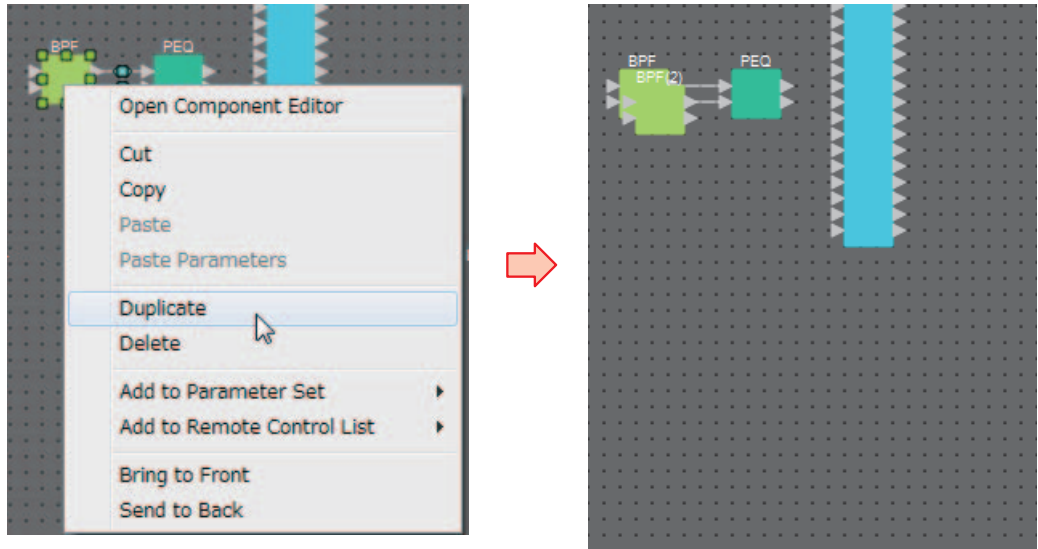 BPF
PEQ
Open Component Editor
Cut
Copy
Paste
Paste Parameters
Duplicate
Delete
Add to Parameter Set
Add to Remote Control List
Bring to Front
Send to Back
BPF
PEQ
BPF(2)